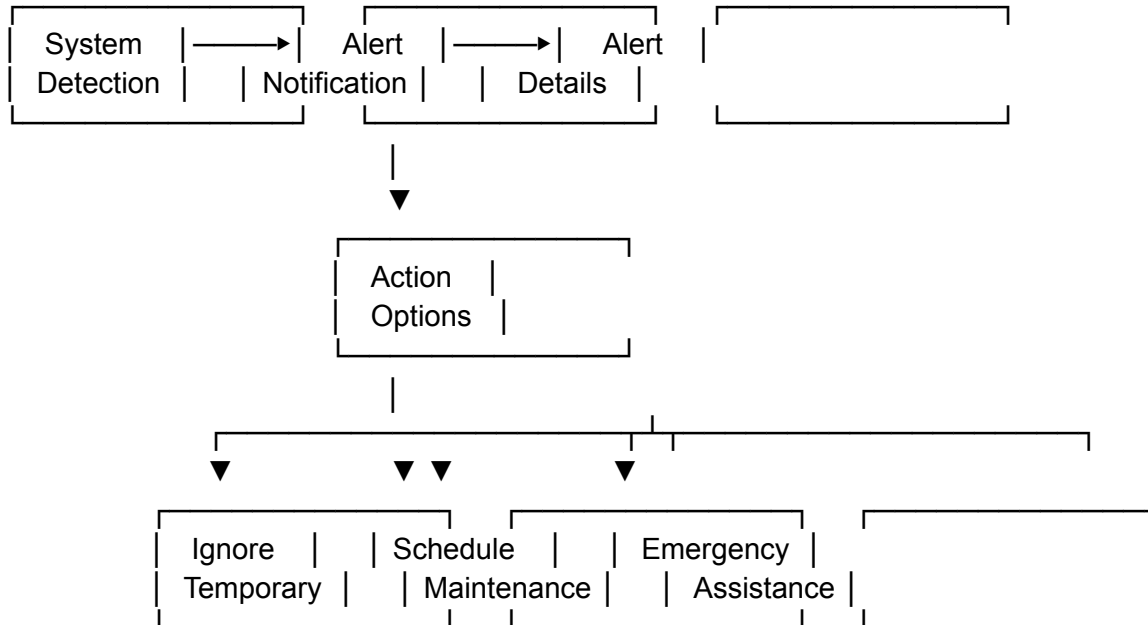 System Alert Alert
Detection Notification Details
Action
Options
Ignore Schedule Emergency
Temporary Maintenance Assistance